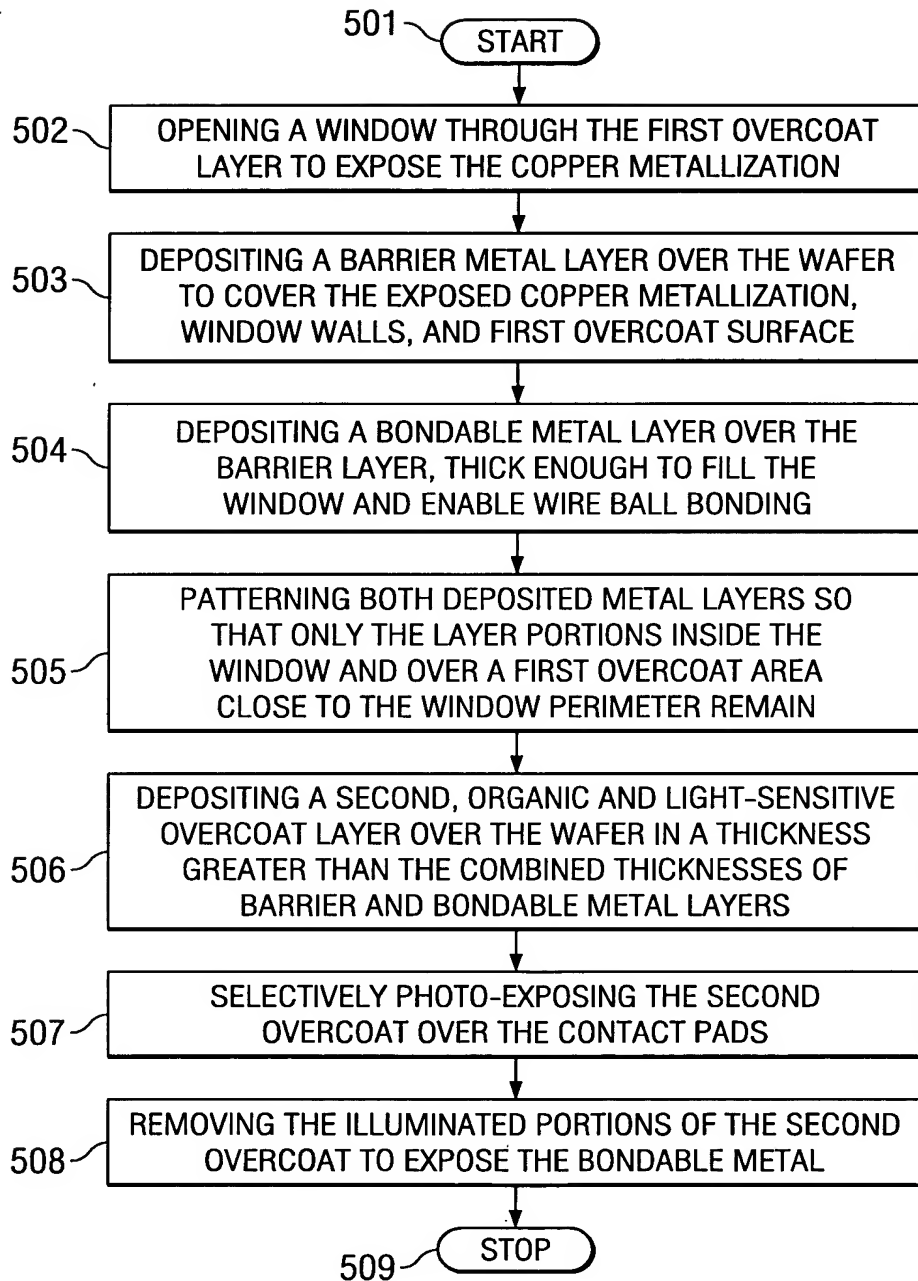 501
START
502
OPENING A WINDOW THROUGH THE FIRST OVERCOAT
LAYER TO EXPOSE THE COPPER METALLIZATION
503
DEPOSITING A BARRIER METAL LAYER OVER THE WAFER
TO COVER THE EXPOSED COPPER METALLIZATION,
WINDOW WALLS, AND FIRST OVERCOAT SURFACE
504
DEPOSITING A BONDABLE METAL LAYER OVER THE
BARRIER LAYER, THICK ENOUGH TO FILL THE
WINDOW AND ENABLE WIRE BALL BONDING
505
PATTERNING BOTH DEPOSITED METAL LAYERS SO
THAT ONLY THE LAYER PORTIONS INSIDE THE
WINDOW AND OVER A FIRST OVERCOAT AREA
CLOSE TO THE WINDOW PERIMETER REMAIN
506
DEPOSITING A SECOND, ORGANIC AND LIGHT-SENSITIVE
OVERCOAT LAYER OVER THE WAFER IN A THICKNESS
GREATER THAN THE COMBINED THICKNESSES OF
BARRIER AND BONDABLE METAL LAYERS
507
SELECTIVELY PHOTO-EXPOSING THE SECOND
OVERCOAT OVER THE CONTACT PADS
508
REMOVING THE ILLUMINATED PORTIONS OF THE SECOND
OVERCOAT TO EXPOSE THE BONDABLE METAL
509
STOP